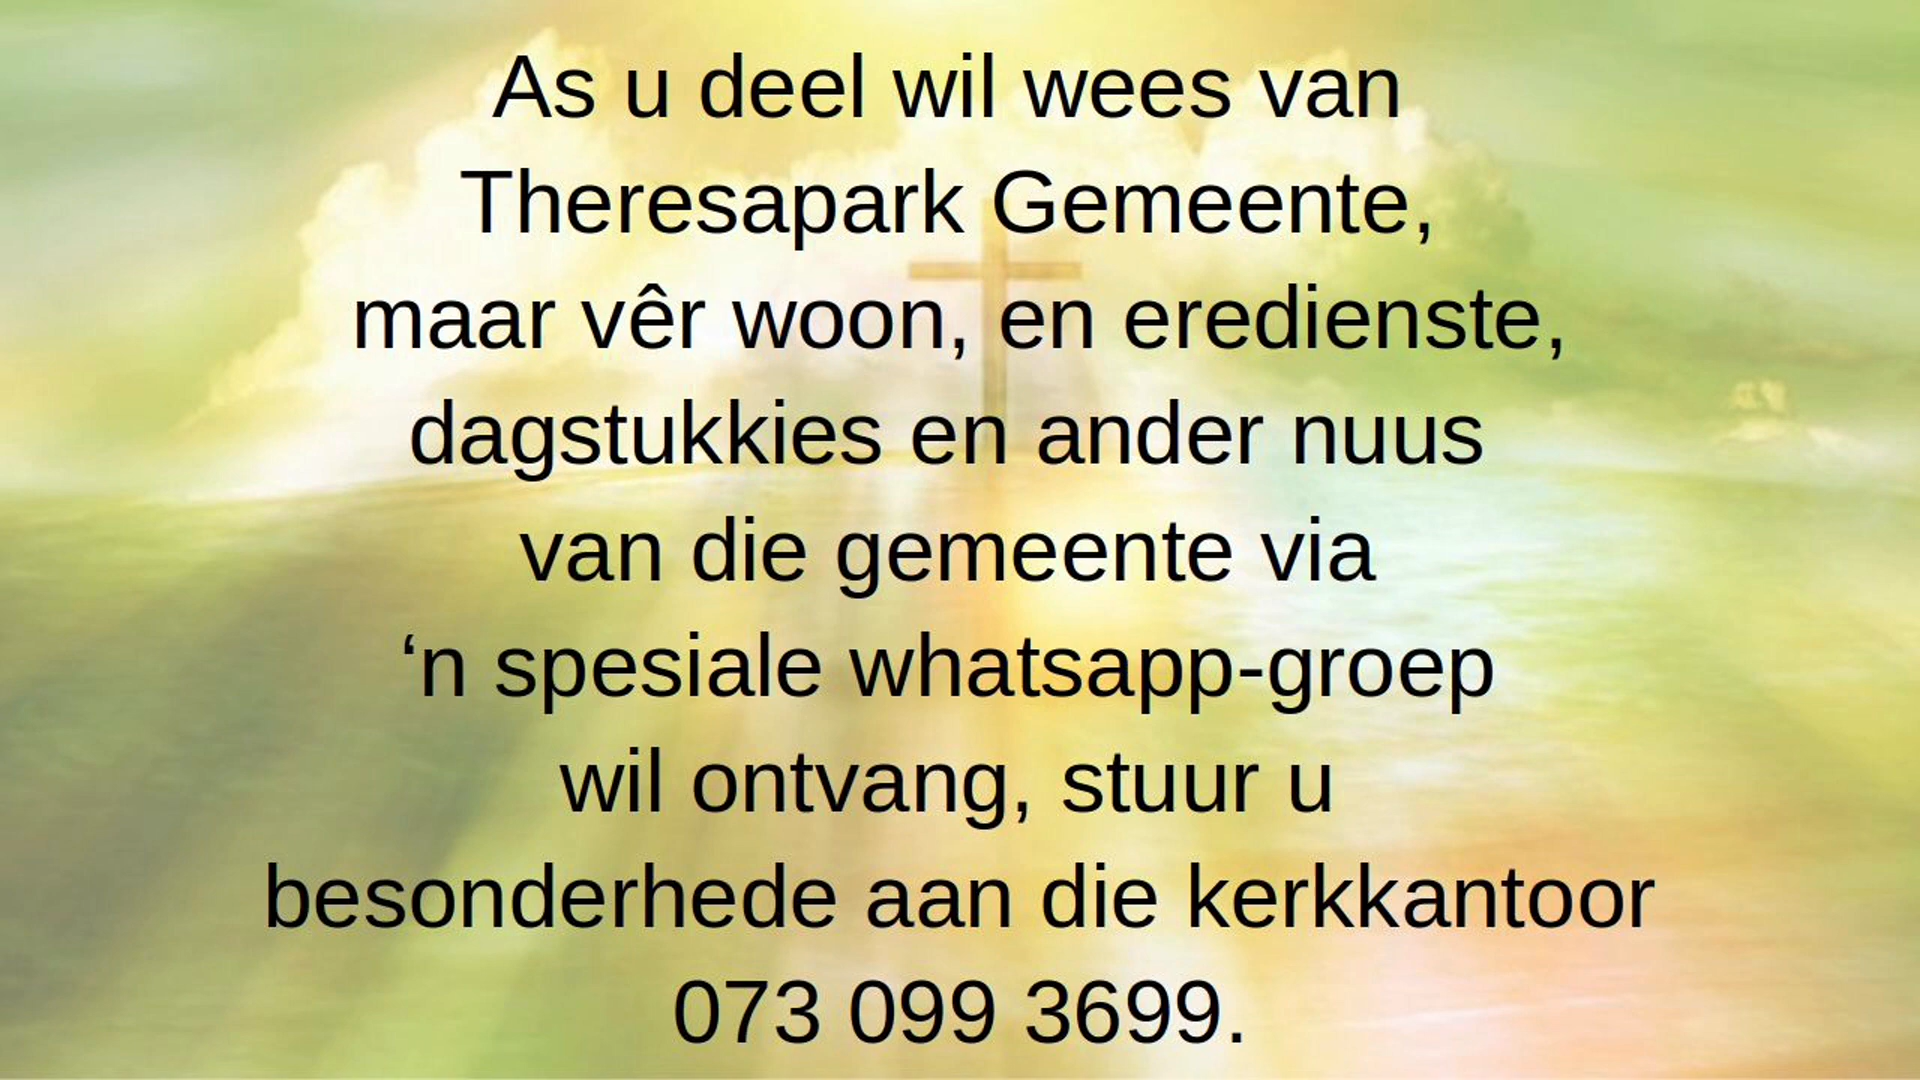 As u deel wil wees van
Theresapark Gemeente,
maar vêr woon, en eredienste,
dagstukkies en ander nuus
van die gemeente via
‘n spesiale whatsapp-groep
wil ontvang, stuur u
besonderhede aan die kerkkantoor
073 099 3699.